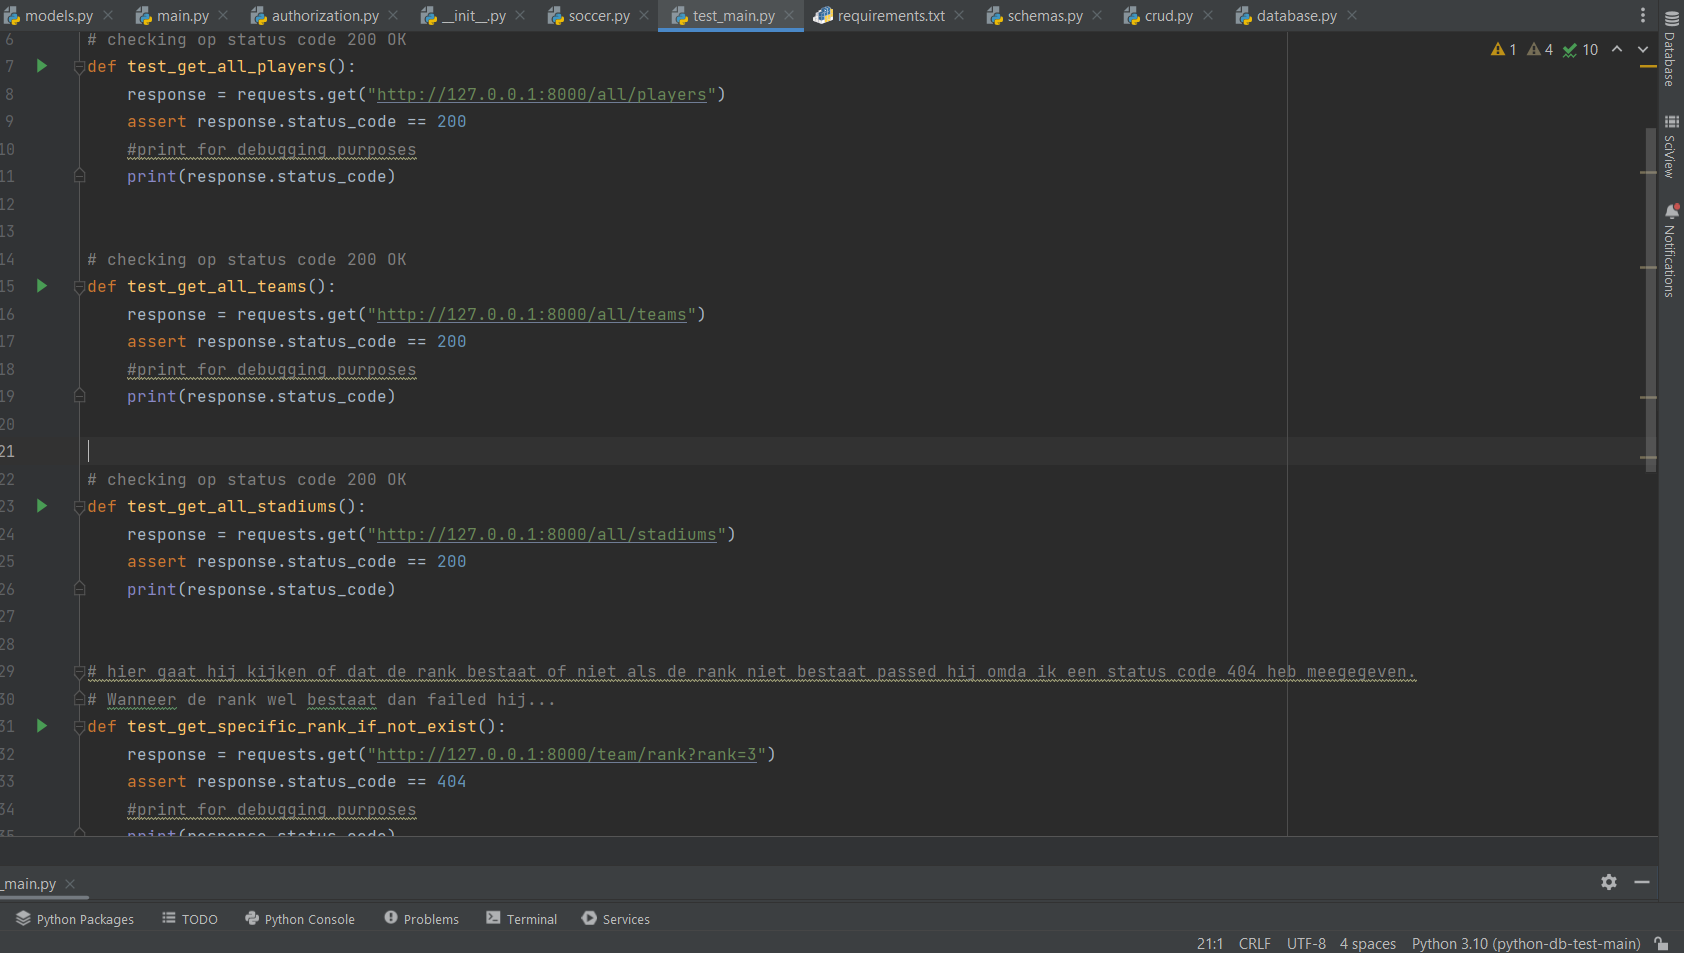 models.py main.py authorization.py __init__.py soccer.py test_main.py requirements.txt schemas.py crud.py database.py
1 4 10
6 # checking op status code 200 OK
7 def test_get_all_players():
8 response = requests.get("http://127.0.0.1:8000/all/players")
9 assert response.status_code == 200
10 #print for debugging purposes
11 print(response.status_code)
12
13
14 # checking op status code 200 OK
15 def test_get_all_teams():
16 response = requests.get("http://127.0.0.1:8000/all/teams")
17 assert response.status_code == 200
18 #print for debugging purposes
19 print(response.status_code)
20
21
22 # checking op status code 200 OK
23 def test_get_all_stadiums():
24 response = requests.get("http://127.0.0.1:8000/all/stadiums")
25 assert response.status_code == 200
26 print(response.status_code)
27
28
29 # hier gaat hij kijken of dat de rank bestaat of niet als de rank niet bestaat passed hij omda ik een status code 404 heb meegegeven.
30 # Wanneer de rank wel bestaat dan failed hij...
31 def test_get_specific_rank_if_not_exist():
32 response = requests.get("http://127.0.0.1:8000/team/rank?rank=3")
33 assert response.status_code == 404
34 #print for debugging purposes
35 print(response.status_code)
Database
SciView
Notifications
_main.py
Python Packages TODO Python Console Problems Terminal Services
21:1 CRLF UTF-8 4 spaces Python 3.10 (python-db-test-main)